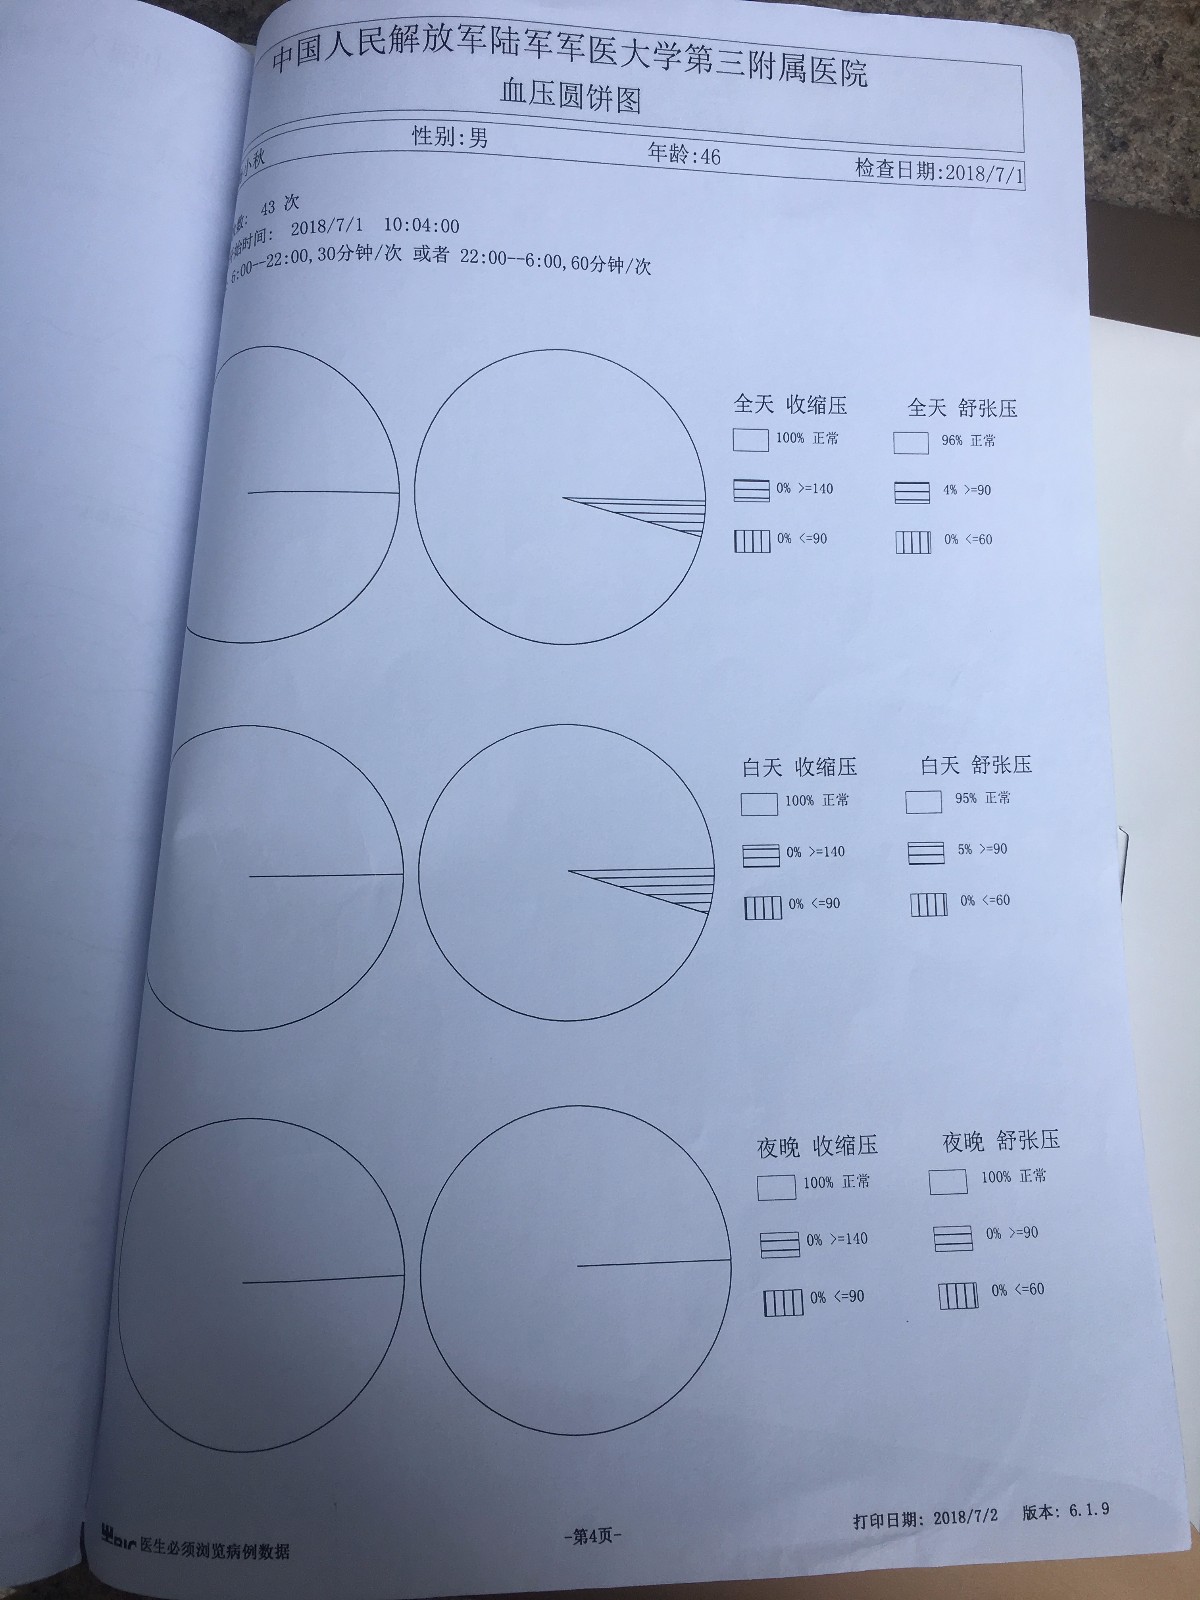 中国人民解放军陆军军医大学第三附属医院
血压圆饼图
小秋 性别:男 年龄:46 检查日期:2018/7/1
数: 43 次
始时间: 2018/7/1 10:04:00
6:00--22:00,30分钟/次 或者 22:00--6:00,60分钟/次
全天 收缩压 全天 舒张压
100% 正常 96% 正常
0% >=140 4% >=90
0% <=90 0% <=60
白天 收缩压 白天 舒张压
100% 正常 95% 正常
0% >=140 5% >=90
0% <=90 0% <=60
夜晚 收缩压 夜晚 舒张压
100% 正常 100% 正常
0% >=140 0% >=90
0% <=90 0% <=60
医生必须浏览病例数据 -第4页- 打印日期: 2018/7/2 版本: 6.1.9